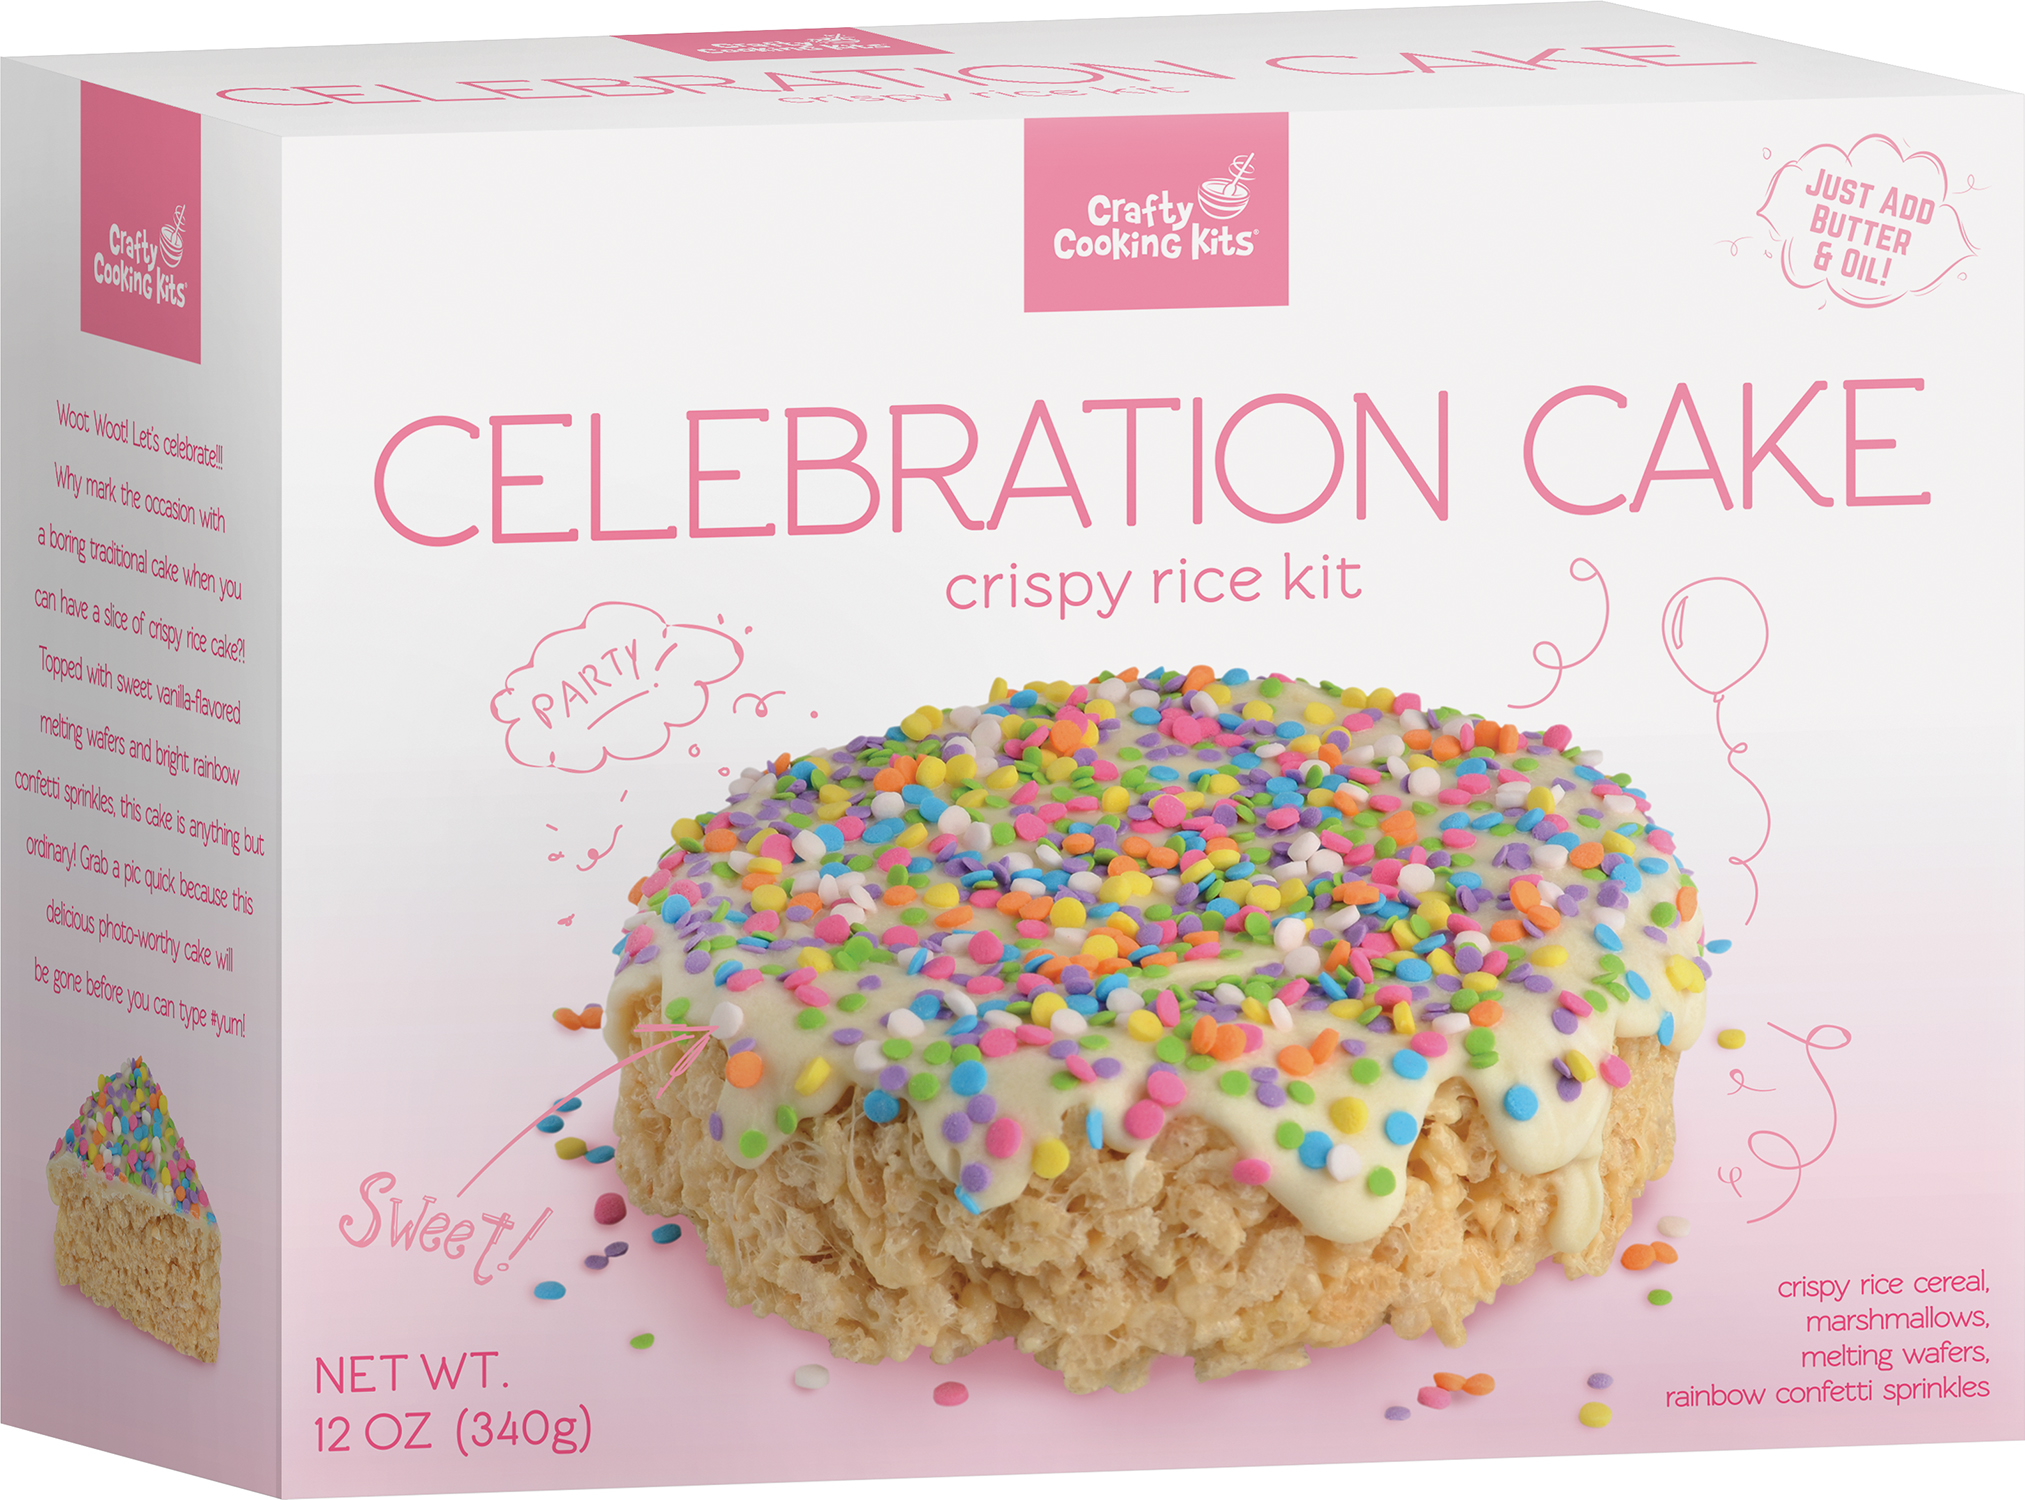 Crafty
Cooking Kits
CELEBRATION CAKE
crispy rice kit
Crafty
Cooking Kits®
Woot Woot! Let's celebrate!!!
Why mark the occasion with
a boring traditional cake when you
can have a slice of crispy rice cake?!
Topped with sweet vanilla-flavored
melting wafers and bright rainbow
confetti sprinkles, this cake is anything but
ordinary! Grab a pic quick because this
delicious photo-worthy cake will
be gone before you can type #yum!
Crafty
Cooking Kits®
JUST ADD
BUTTER
& OIL!
CELEBRATION CAKE
crispy rice kit
PARTY!
Sweet!
NET WT.
12 OZ (340g)
crispy rice cereal,
marshmallows,
melting wafers,
rainbow confetti sprinkles